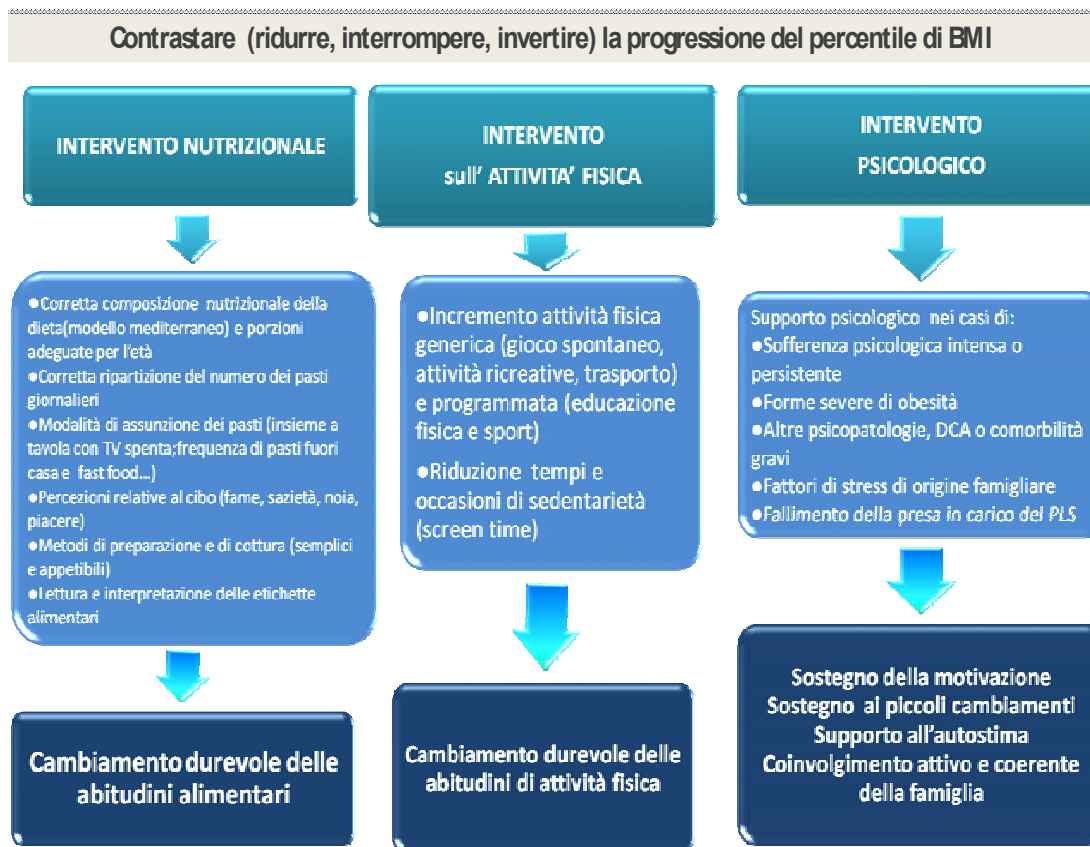 Contrastare (ridurre, interrompere, invertire) la progressione del percentile di BMI
INTERVENTO NUTRIZIONALE
●Corretta composizione nutrizionale della
dieta(modello mediterraneo) e porzioni
adeguate per l'età
●Corretta ripartizione del numero dei pasti
giornalieri
●Modalità di assunzione dei pasti (insieme a
tavola con TV spenta;frequenza di pasti fuori
casa e fast food...)
●Percezioni relative al cibo (fame, sazietà, noia,
piacere)
●Metodi di preparazione e di cottura (semplici
e appetibili)
●Lettura e interpretazione delle etichette
alimentari
Cambiamento durevole delle
abitudini alimentari
INTERVENTO
sull' ATTIVITA' FISICA
●Incremento attività fisica
generica (gioco spontaneo,
attività ricreative, trasporto)
e programmata (educazione
fisica e sport)
●Riduzione tempi e
occasioni di sedentarietà
(screen time)
Cambiamento durevole delle
abitudini di attività fisica
INTERVENTO
PSICOLOGICO
Supporto psicologico nei casi di:
●Sofferenza psicologica intensa o
persistente
●Forme severe di obesità
●Altre psicopatologie, DCA o comorbilità
gravi
●Fattori di stress di origine famigliare
●Fallimento della presa in carico del PLS
Sostegno della motivazione
Sostegno ai piccoli cambiamenti
Supporto all'autostima
Coinvolgimento attivo e coerente
della famiglia